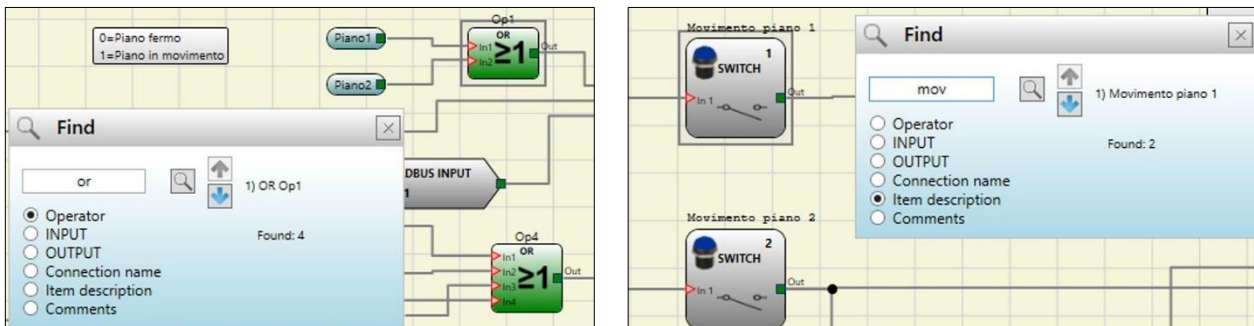 Op1
OR
0=Piano fermo
1=Piano in movimento
Piano1
In1
≥1
Out
In2
Piano2
Find
or
1) OR Op1
Operator
INPUT
Found: 4
OUTPUT
Connection name
Item description
Comments
DBUS INPUT
1
Op4
OR
In1
In2
≥1
Out
In3
In4
Movimento piano 1
1
SWITCH
In 1
Out
Find
mov
1) Movimento piano 1
Operator
INPUT
Found: 2
OUTPUT
Connection name
Item description
Comments
Movimento piano 2
2
SWITCH
In 1
Out